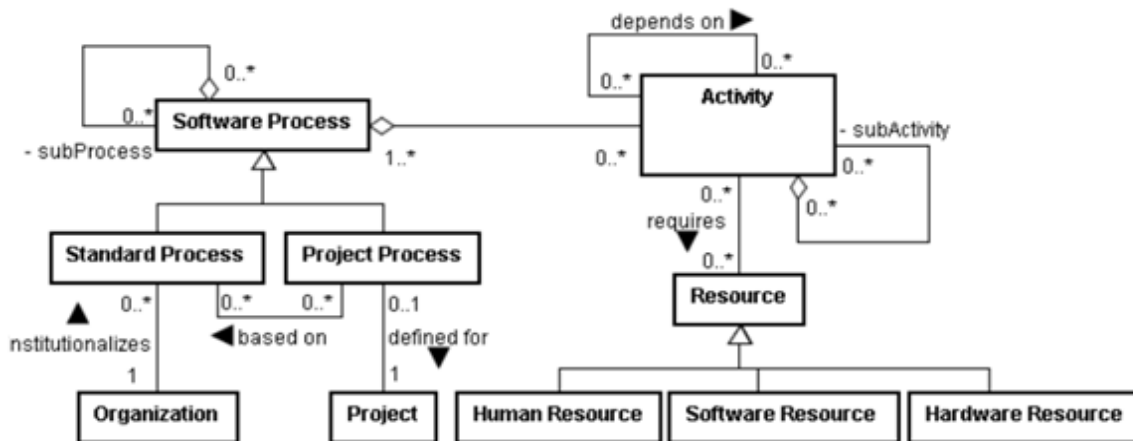 depends on
0..*
0..*
Activity
0..*
0..*
Software Process
- subProcess
1..*
0..*
- subActivity
0..*
0..*
0..*
requires
0..*
Standard Process
Project Process
Resource
0..*
0..*
0..*
0..1
nstitutionalizes
based on
defined for
1
1
Organization
Project
Human Resource
Software Resource
Hardware Resource